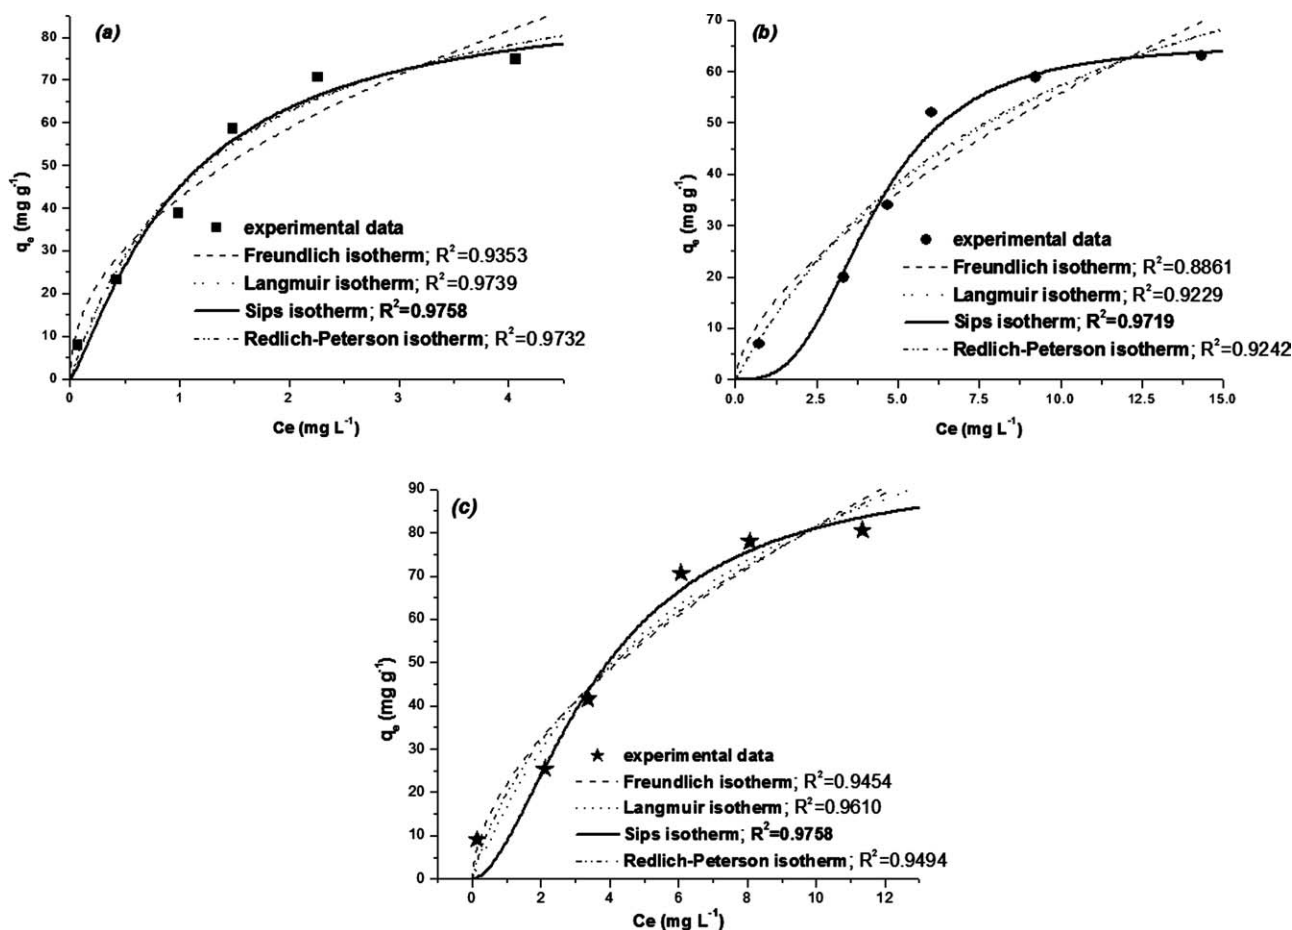 (a)
80
70
60
50
40
30
20
10
0
qe (mg g-1)
experimental data
Freundlich isotherm; R2=0.9353
Langmuir isotherm; R2=0.9739
Sips isotherm; R2=0.9758
Redlich-Peterson isotherm; R2=0.9732
0 1 2 3 4
Ce (mg L-1)
(b)
70
60
50
40
30
20
10
0
qe (mg g-1)
experimental data
Freundlich isotherm; R2=0.8861
Langmuir isotherm; R2=0.9229
Sips isotherm; R2=0.9719
Redlich-Peterson isotherm; R2=0.9242
0.0 2.5 5.0 7.5 10.0 12.5 15.0
Ce (mg L-1)
(c)
90
80
70
60
50
40
30
20
10
0
qe (mg g-1)
experimental data
Freundlich isotherm; R2=0.9454
Langmuir isotherm; R2=0.9610
Sips isotherm; R2=0.9758
Redlich-Peterson isotherm; R2=0.9494
0 2 4 6 8 10 12
Ce (mg L-1)